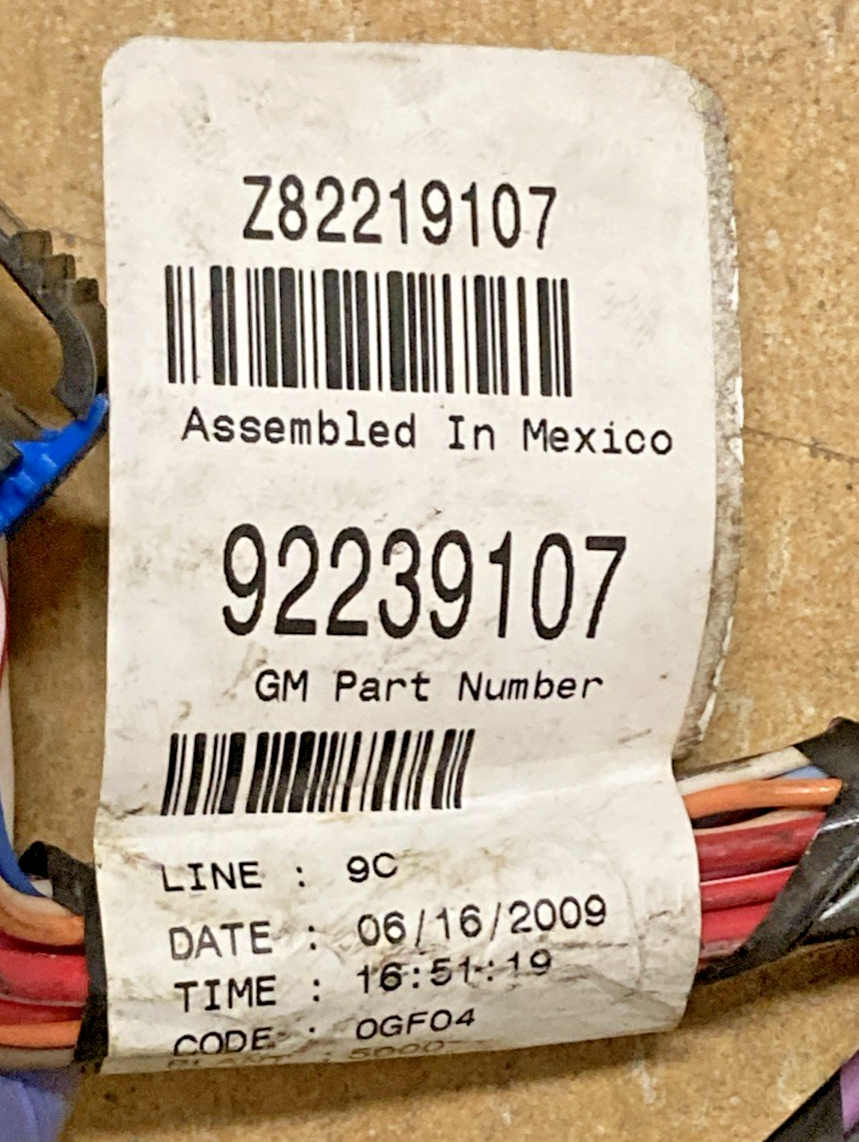 Z82219107
Assembled In Mexico
92239107
GM Part Number
LINE : 9C
DATE : 06/16/2009
TIME : 16:51:19
CODE : 0GF04